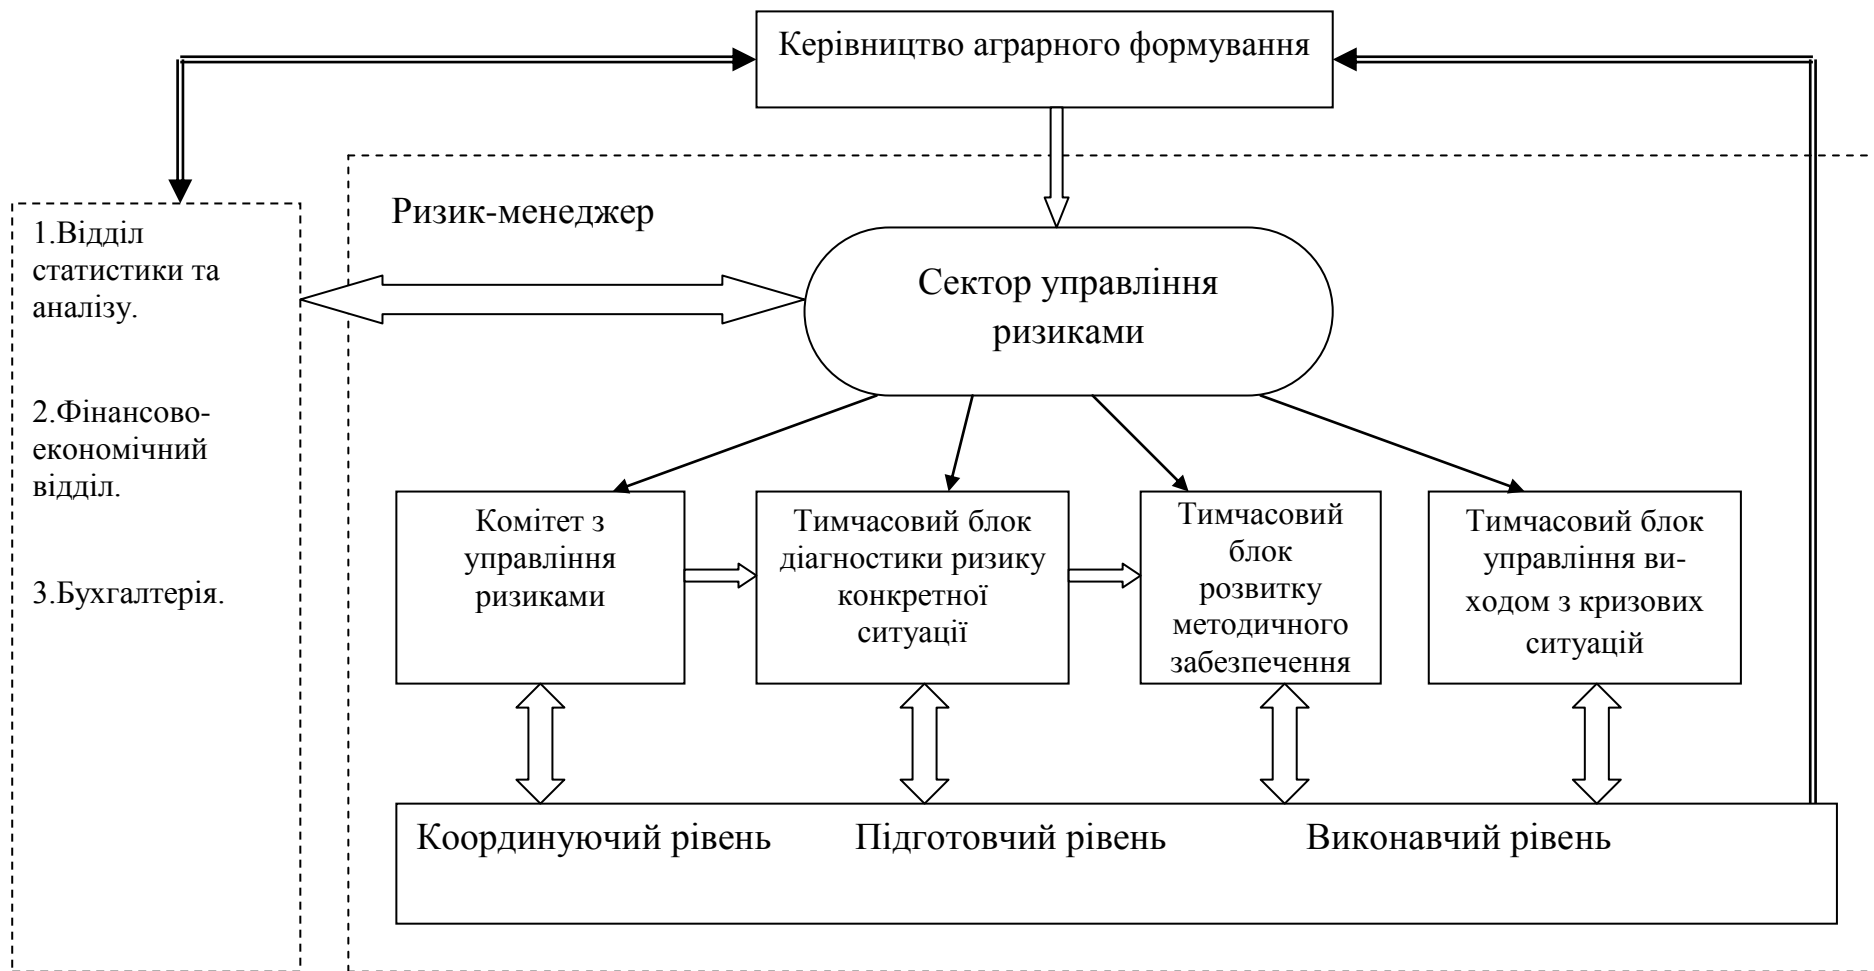 Керівництво аграрного формування
Ризик-менеджер
1.Відділ
статистики та
аналізу.
2.Фінансово-
економічний
відділ.
3.Бухгалтерія.
Сектор управління
ризиками
Комітет з
управління
ризиками
Тимчасовий блок
діагностики ризику
конкретної
ситуації
Тимчасовий
блок
розвитку
методичного
забезпечення
Тимчасовий блок
управління ви-
ходом з кризових
ситуацій
Координуючий рівень Підготовчий рівень Виконавчий рівень